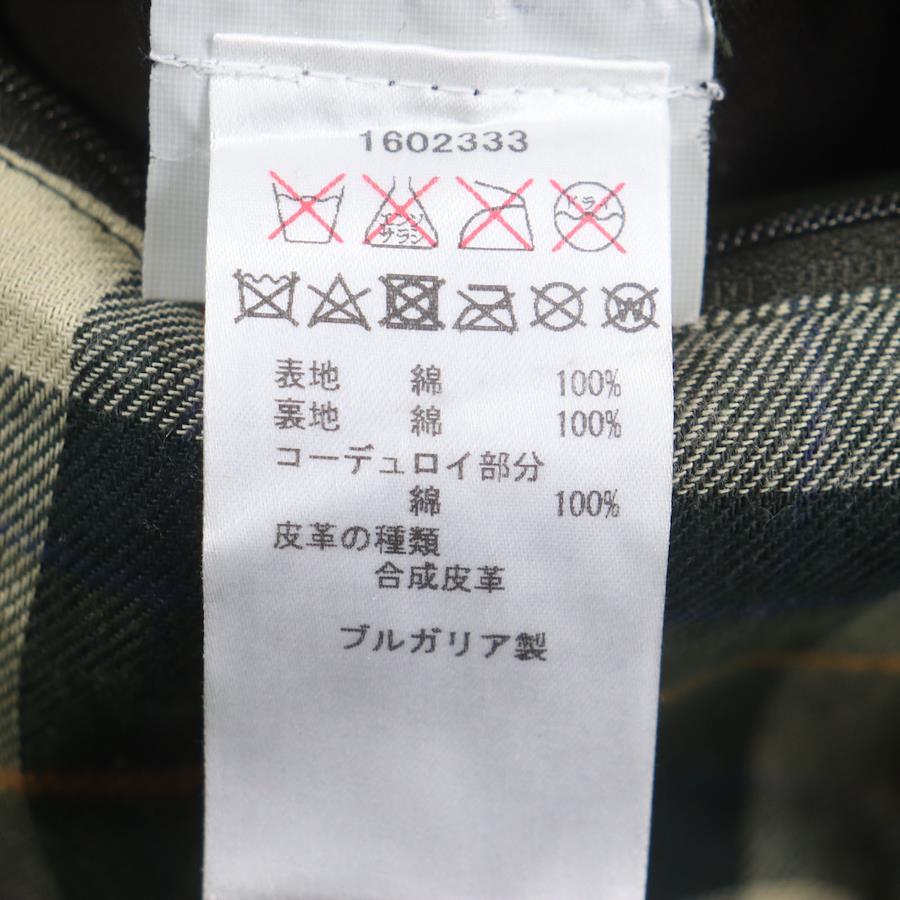 1602333
エンソ ドライ
サラシ
W
表地 綿 100%
裏地 綿 100%
コーデュロイ部分
綿 100%
皮革の種類
合成皮革
ブルガリア製